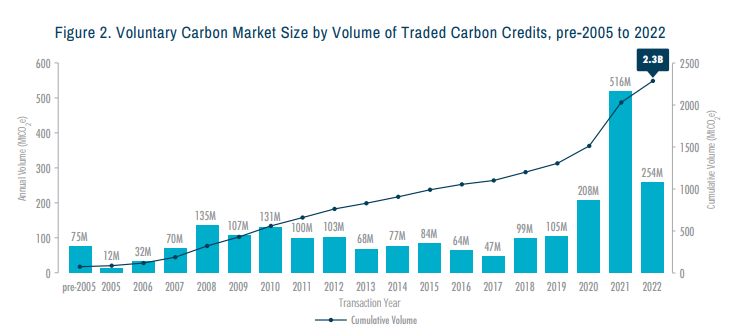 Figure 2. Voluntary Carbon Market Size by Volume of Traded Carbon Credits, pre-2005 to 2022
2.3B
600
500
400
300
200
100
0
Annual Volume (MtCO2e)
2500
2000
1500
1000
500
0
Cumulative Volume (MtCO2e)
75M
12M
32M
70M
135M
107M
131M
100M
103M
68M
77M
84M
64M
47M
99M
105M
208M
516M
254M
pre-2005 2005 2006 2007 2008 2009 2010 2011 2012 2013 2014 2015 2016 2017 2018 2019 2020 2021 2022
Transaction Year
Cumulative Volume